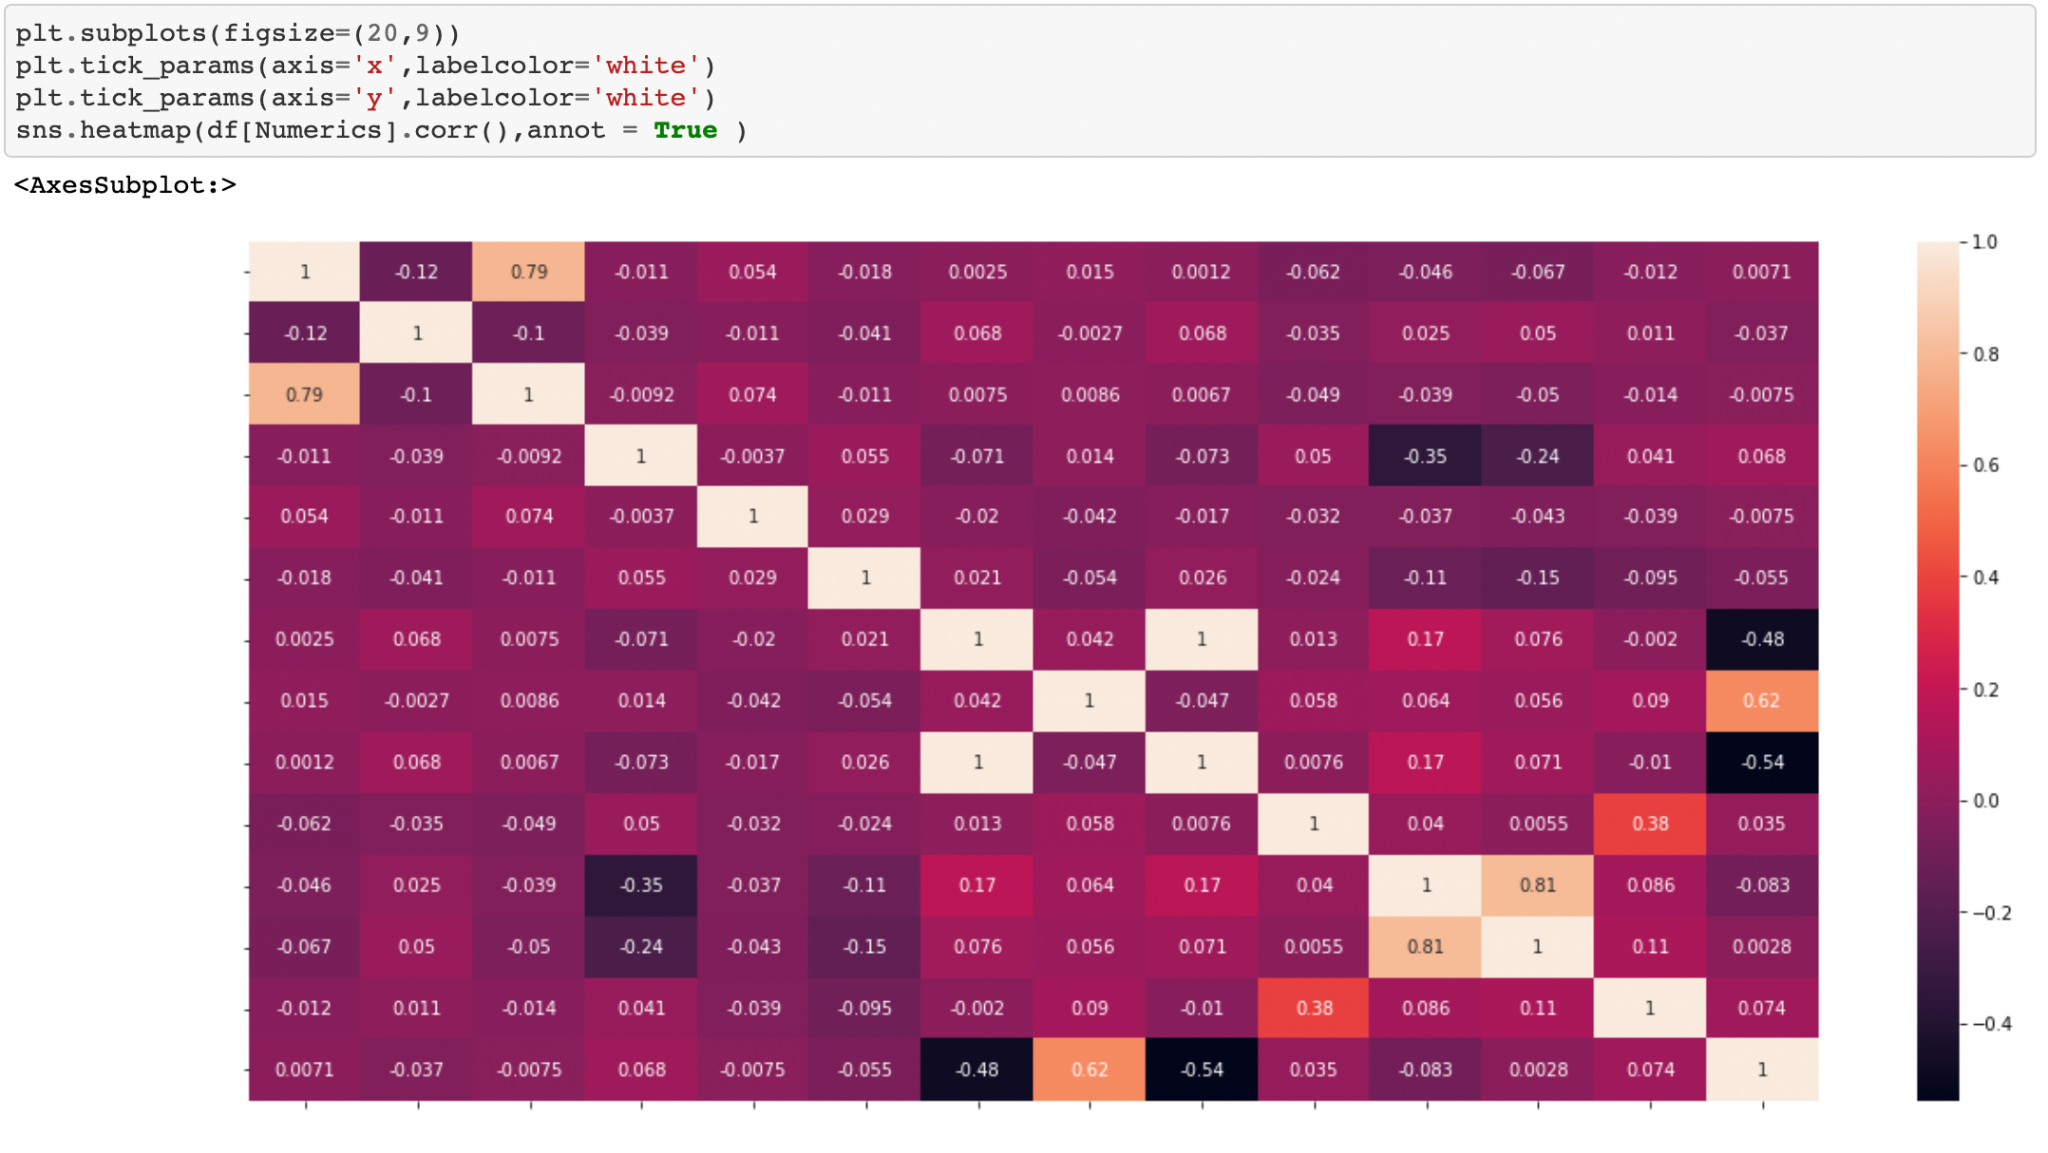 plt.subplots(figsize=(20,9))
plt.tick_params(axis='x',labelcolor='white')
plt.tick_params(axis='y',labelcolor='white')
sns.heatmap(df[Numerics].corr(),annot = True )
<AxesSubplot:>
1 -0.12 0.79 -0.011 0.054 -0.018 0.0025 0.015 0.0012 -0.062 -0.046 -0.067 -0.012 0.0071
-0.12 1 -0.1 -0.039 -0.011 -0.041 0.068 -0.0027 0.068 -0.035 0.025 0.05 0.011 -0.037
0.79 -0.1 1 -0.0092 0.074 -0.011 0.0075 0.0086 0.0067 -0.049 -0.039 -0.05 -0.014 -0.0075
-0.011 -0.039 -0.0092 1 -0.0037 0.055 -0.071 0.014 -0.073 0.05 -0.35 -0.24 0.041 0.068
0.054 -0.011 0.074 -0.0037 1 0.029 -0.02 -0.042 -0.017 -0.032 -0.037 -0.043 -0.039 -0.0075
-0.018 -0.041 -0.011 0.055 0.029 1 0.021 -0.054 0.026 -0.024 -0.11 -0.15 -0.095 -0.055
0.0025 0.068 0.0075 -0.071 -0.02 0.021 1 0.042 1 0.013 0.17 0.076 -0.002 -0.48
0.015 -0.0027 0.0086 0.014 -0.042 -0.054 0.042 1 -0.047 0.058 0.064 0.056 0.09 0.62
0.0012 0.068 0.0067 -0.073 -0.017 0.026 1 -0.047 1 0.0076 0.17 0.071 -0.01 -0.54
-0.062 -0.035 -0.049 0.05 -0.032 -0.024 0.013 0.058 0.0076 1 0.04 0.0055 0.38 0.035
-0.046 0.025 -0.039 -0.35 -0.037 -0.11 0.17 0.064 0.17 0.04 1 0.81 0.086 -0.083
-0.067 0.05 -0.05 -0.24 -0.043 -0.15 0.076 0.056 0.071 0.0055 0.81 1 0.11 0.0028
-0.012 0.011 -0.014 0.041 -0.039 -0.095 -0.002 0.09 -0.01 0.38 0.086 0.11 1 0.074
0.0071 -0.037 -0.0075 0.068 -0.0075 -0.055 -0.48 0.62 -0.54 0.035 -0.083 0.0028 0.074 1
1.0
0.8
0.6
0.4
0.2
0.0
−0.2
−0.4